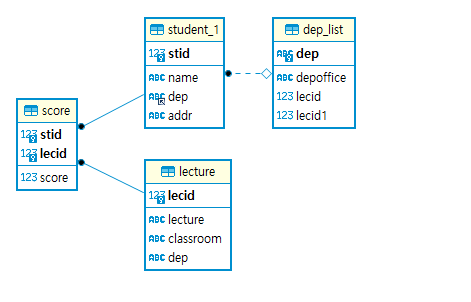 student_1
123 stid
ABC name
ABC dep
ABC addr
dep_list
ABC dep
ABC depoffice
123 lecid
123 lecid1
score
123 stid
123 lecid
123 score
lecture
123 lecid
ABC lecture
ABC classroom
ABC dep